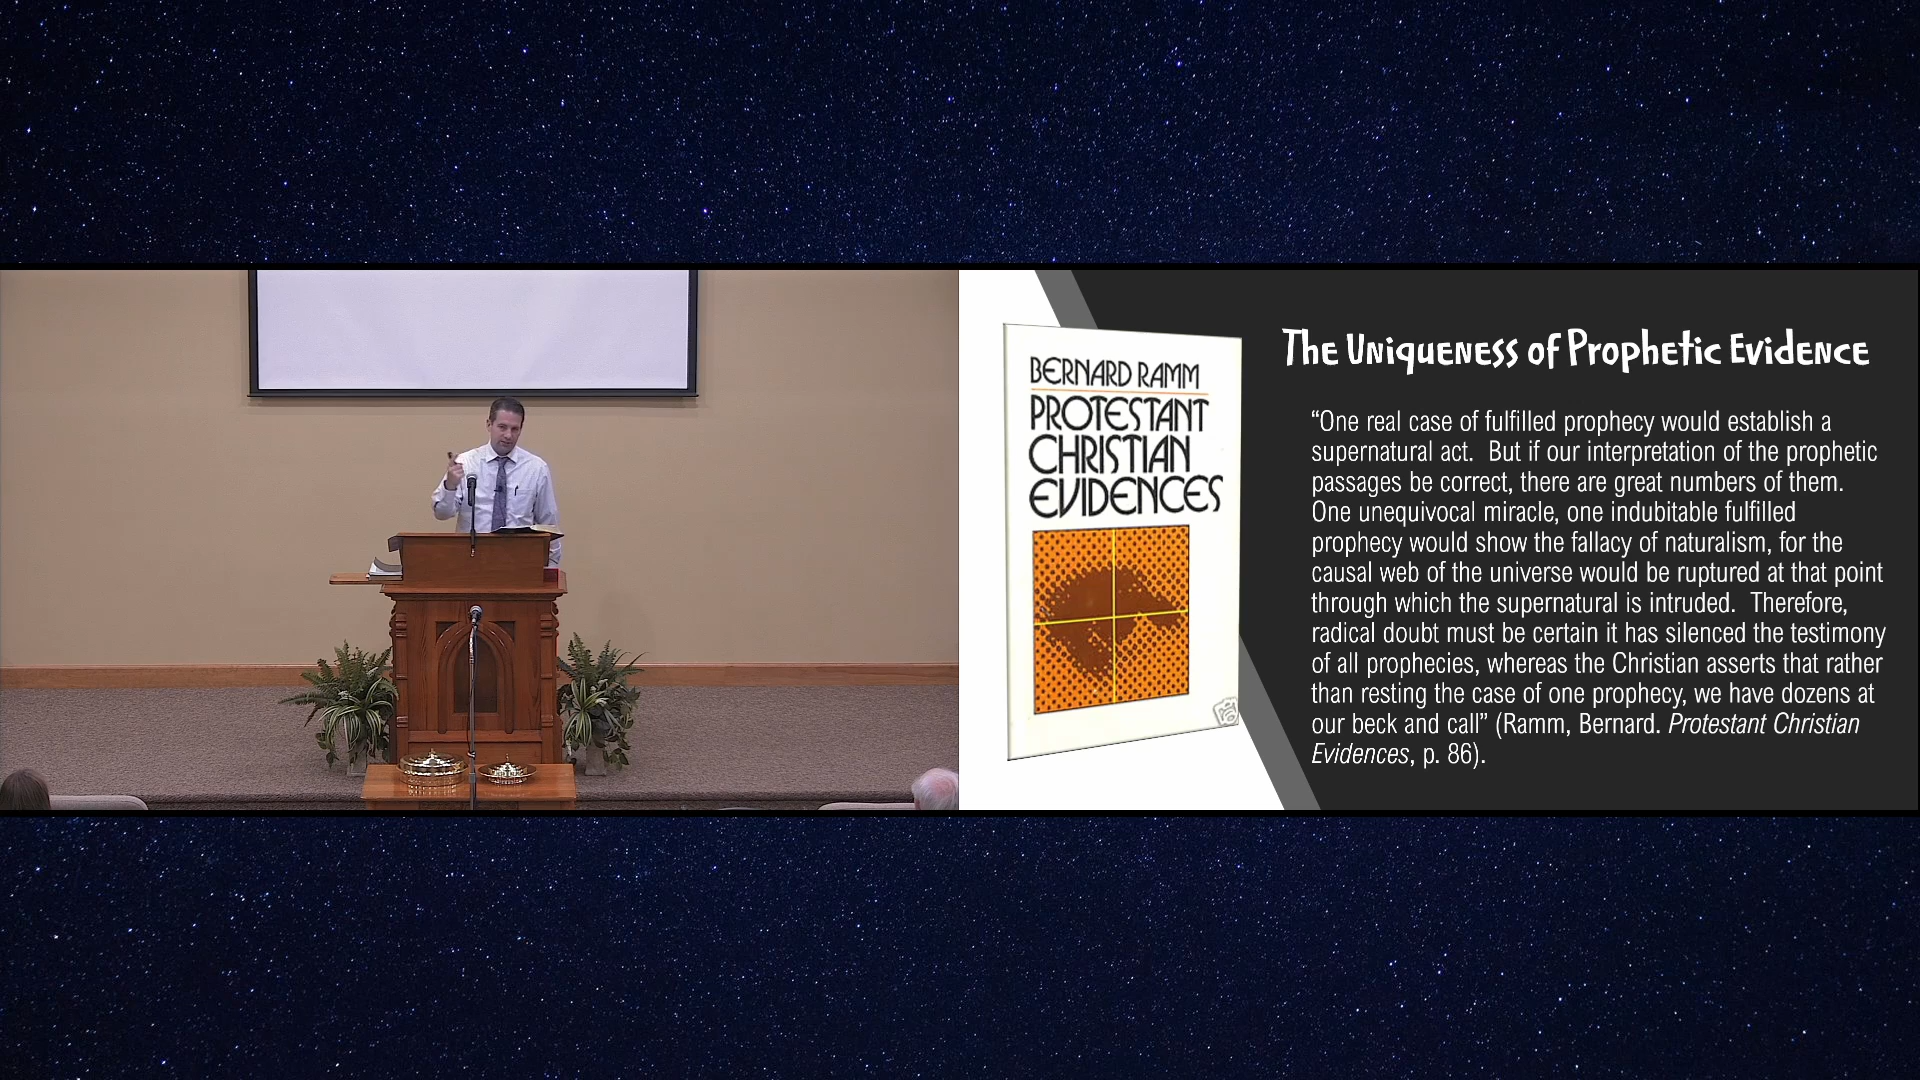 BERNARD RAMM
PROTESTANT
CHRISTIAN
EVIDENCES
The Uniqueness of Prophetic Evidence
“One real case of fulfilled prophecy would establish a
supernatural act.  But if our interpretation of the prophetic
passages be correct, there are great numbers of them.
One unequivocal miracle, one indubitable fulfilled
prophecy would show the fallacy of naturalism, for the
causal web of the universe would be ruptured at that point
through which the supernatural is intruded.  Therefore,
radical doubt must be certain it has silenced the testimony
of all prophecies, whereas the Christian asserts that rather
than resting the case of one prophecy, we have dozens at
our beck and call” (Ramm, Bernard. Protestant Christian
Evidences, p. 86).